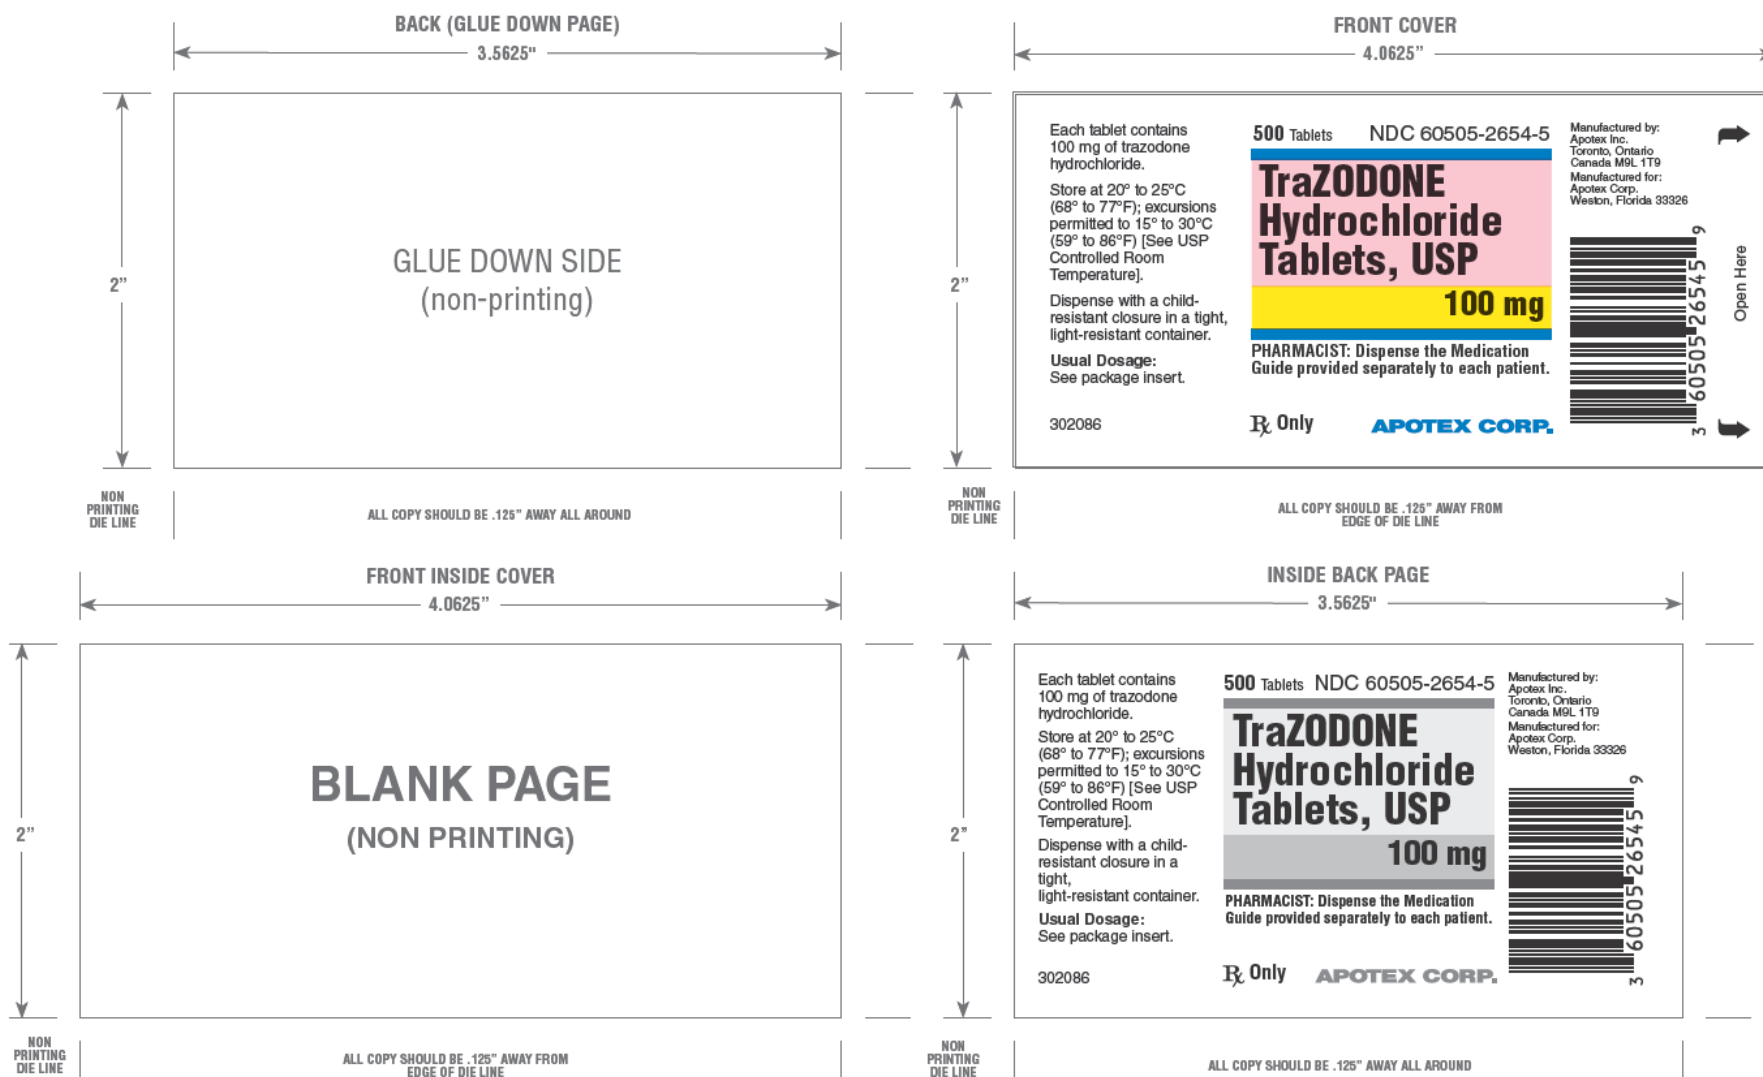 BACK (GLUE DOWN PAGE)
3.5625"
2”
GLUE DOWN SIDE
(non-printing)
NON
PRINTING
DIE LINE
ALL COPY SHOULD BE .125” AWAY ALL AROUND
FRONT COVER
4.0625”
2”
Each tablet contains
100 mg of trazodone
hydrochloride.
Store at 20° to 25°C
(68° to 77°F); excursions
permitted to 15° to 30°C
(59° to 86°F) [See USP
Controlled Room
Temperature].
Dispense with a child-
resistant closure in a tight,
light-resistant container.
Usual Dosage:
See package insert.
302086
500 Tablets NDC 60505-2654-5
TraZODONE
Hydrochloride
Tablets, USP
100 mg
PHARMACIST: Dispense the Medication
Guide provided separately to each patient.
Rx Only APOTEX CORP.
Manufactured by:
Apotex Inc.
Toronto, Ontario
Canada M9L 1T9
Manufactured for:
Apotex Corp.
Weston, Florida 33326
3 60505 26545 9
Open Here
NON
PRINTING
DIE LINE
ALL COPY SHOULD BE .125” AWAY FROM
EDGE OF DIE LINE
FRONT INSIDE COVER
4.0625”
2”
BLANK PAGE
(NON PRINTING)
NON
PRINTING
DIE LINE
ALL COPY SHOULD BE .125” AWAY FROM
EDGE OF DIE LINE
INSIDE BACK PAGE
3.5625"
2”
Each tablet contains
100 mg of trazodone
hydrochloride.
Store at 20° to 25°C
(68° to 77°F); excursions
permitted to 15° to 30°C
(59° to 86°F) [See USP
Controlled Room
Temperature].
Dispense with a child-
resistant closure in a
tight,
light-resistant container.
Usual Dosage:
See package insert.
302086
500 Tablets NDC 60505-2654-5
TraZODONE
Hydrochloride
Tablets, USP
100 mg
PHARMACIST: Dispense the Medication
Guide provided separately to each patient.
Rx Only APOTEX CORP.
Manufactured by:
Apotex Inc.
Toronto, Ontario
Canada M9L 1T9
Manufactured for:
Apotex Corp.
Weston, Florida 33326
3 60505 26545 9
NON
PRINTING
DIE LINE
ALL COPY SHOULD BE .125” AWAY ALL AROUND